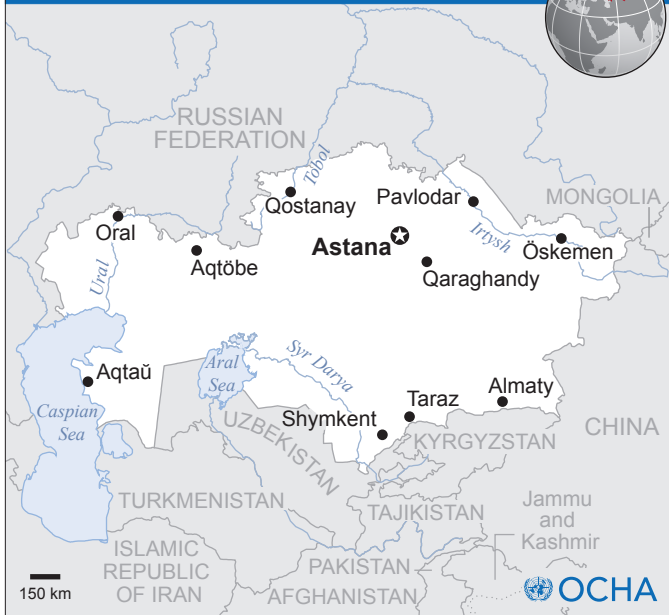 RUSSIAN
FEDERATION
Tobol
Qostanay
Pavlodar
MONGOLIA
Oral
Astana
Irtysh
Öskemen
Aqtöbe
Qaraghandy
Ural
Aqtaū
Aral
Sea
Syr Darya
Caspian
Sea
Taraz
Almaty
Shymkent
UZBEKISTAN
KYRGYZSTAN
CHINA
TURKMENISTAN
TAJIKISTAN
Jammu
and
Kashmir
ISLAMIC
REPUBLIC
OF IRAN
PAKISTAN
AFGHANISTAN
150 km
OCHA